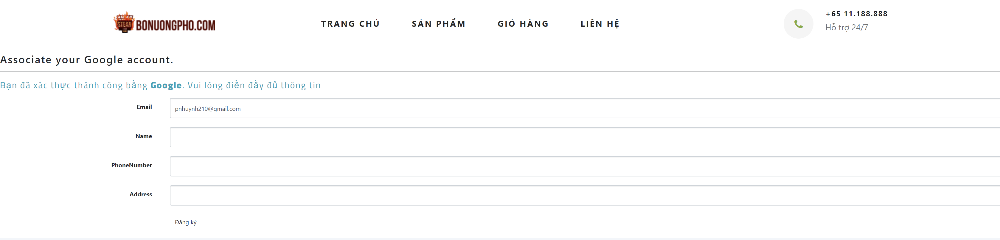 STEAK BONUONGPHO.COM
TRANG CHỦ SẢN PHẨM GIỎ HÀNG LIÊN HỆ
+65 11.188.888
Hỗ trợ 24/7
Associate your Google account.
Bạn đã xác thực thành công bằng Google. Vui lòng điền đầy đủ thông tin
Email pnhuynh210@gmail.com
Name
PhoneNumber
Address
Đăng ký